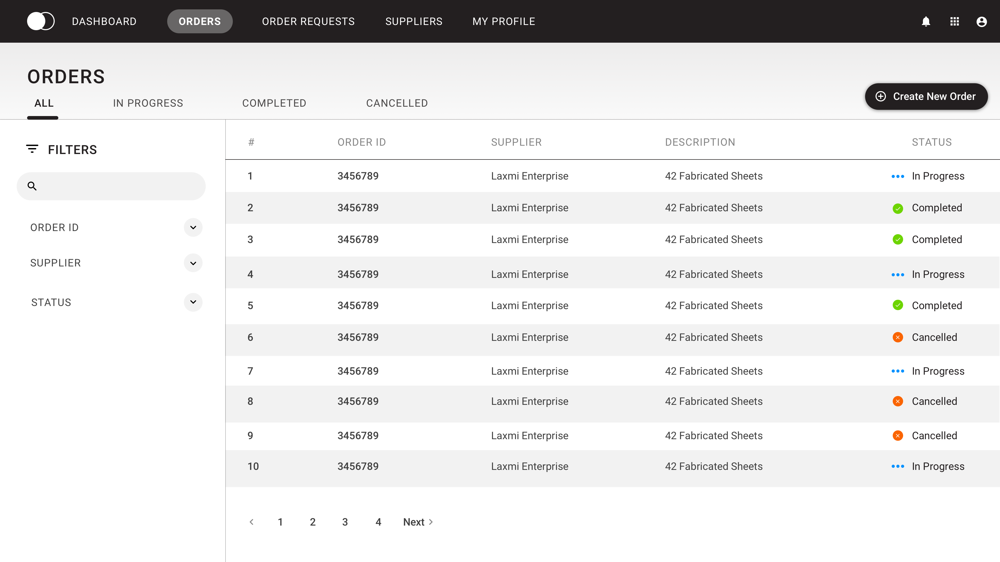 DASHBOARD ORDERS ORDER REQUESTS SUPPLIERS MY PROFILE
ORDERS
ALL IN PROGRESS COMPLETED CANCELLED
Create New Order
FILTERS
ORDER ID
SUPPLIER
STATUS
# ORDER ID SUPPLIER DESCRIPTION STATUS
1 3456789 Laxmi Enterprise 42 Fabricated Sheets In Progress
2 3456789 Laxmi Enterprise 42 Fabricated Sheets Completed
3 3456789 Laxmi Enterprise 42 Fabricated Sheets Completed
4 3456789 Laxmi Enterprise 42 Fabricated Sheets In Progress
5 3456789 Laxmi Enterprise 42 Fabricated Sheets Completed
6 3456789 Laxmi Enterprise 42 Fabricated Sheets Cancelled
7 3456789 Laxmi Enterprise 42 Fabricated Sheets In Progress
8 3456789 Laxmi Enterprise 42 Fabricated Sheets Cancelled
9 3456789 Laxmi Enterprise 42 Fabricated Sheets Cancelled
10 3456789 Laxmi Enterprise 42 Fabricated Sheets In Progress
1 2 3 4 Next